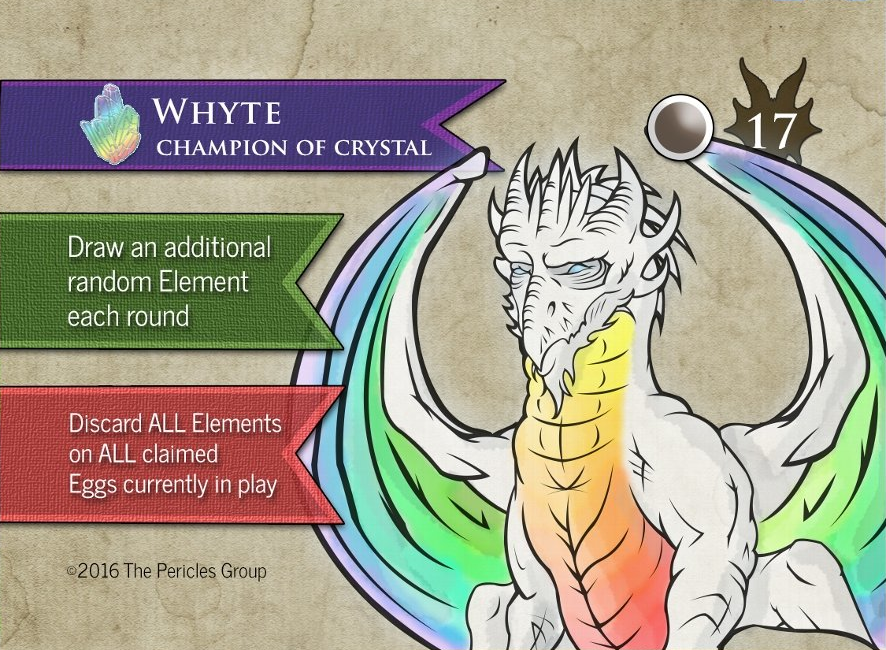 Whyte
champion of crystal
17
Draw an additional
random Element
each round
Discard ALL Elements
on ALL claimed
Eggs currently in play
©2016 The Pericles Group